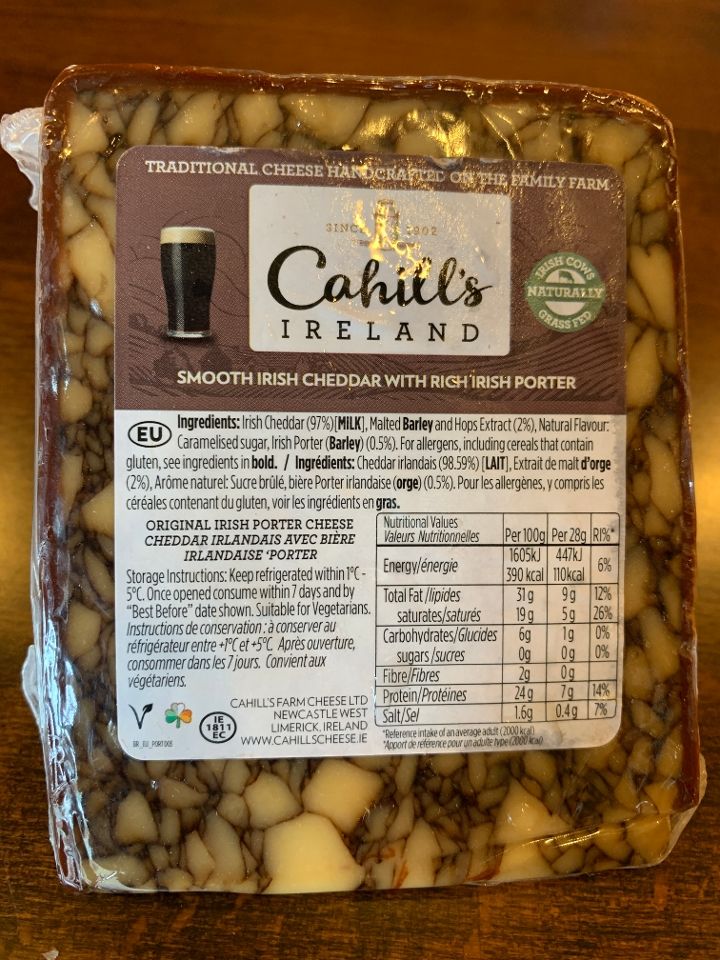 TRADITIONAL CHEESE HANDCRAFTED ON THE FAMILY FARM
SINCE 1902
Cahill's
IRELAND
IRISH COWS
NATURALLY
GRASS FED
SMOOTH IRISH CHEDDAR WITH RICH IRISH PORTER
EU
Ingredients: Irish Cheddar (97%)[MILK], Malted Barley and Hops Extract (2%), Natural Flavour:
Caramelised sugar, Irish Porter (Barley) (0.5%). For allergens, including cereals that contain
gluten, see ingredients in bold. / Ingrédients: Cheddar irlandais (98.59%) [LAIT], Extrait de malt d'orge
(2%), Arôme naturel: Sucre brûlé, bière Porter irlandaise (orge) (0.5%). Pour les allergènes, y compris les
céréales contenant du gluten, voir les ingrédients en gras.
ORIGINAL IRISH PORTER CHEESE
CHEDDAR IRLANDAIS AVEC BIÈRE
IRLANDAISE 'PORTER
Storage Instructions: Keep refrigerated within 1°C -
5°C. Once opened consume within 7 days and by
"Best Before" date shown. Suitable for Vegetarians.
Instructions de conservation : à conserver au
réfrigérateur entre +1°C et +5°C. Après ouverture,
consommer dans les 7 jours. Convient aux
végétariens.
Nutritional Values
Valeurs Nutritionnelles Per 100g Per 28g RI%*
Energy/énergie 1605kJ 447kJ 6%
390 kcal 110kcal
Total Fat/lipides 31g 9g 12%
saturates/saturés 19g 5g 26%
Carbohydrates/Glucides 6g 1g 0%
sugars/sucres 0g 0g 0%
Fibre/Fibres 2g 0g
Protein/Protéines 24g 7g 14%
Salt/Sel 1.6g 0.4g 7%
*Reference intake of an average adult (2000 kcal)
*Apport de référence pour un adulte type (2000 kcal)
V
IE
1811
EC
CAHILL'S FARM CHEESE LTD
NEWCASTLE WEST
LIMERICK, IRELAND
WWW.CAHILLSCHEESE.IE